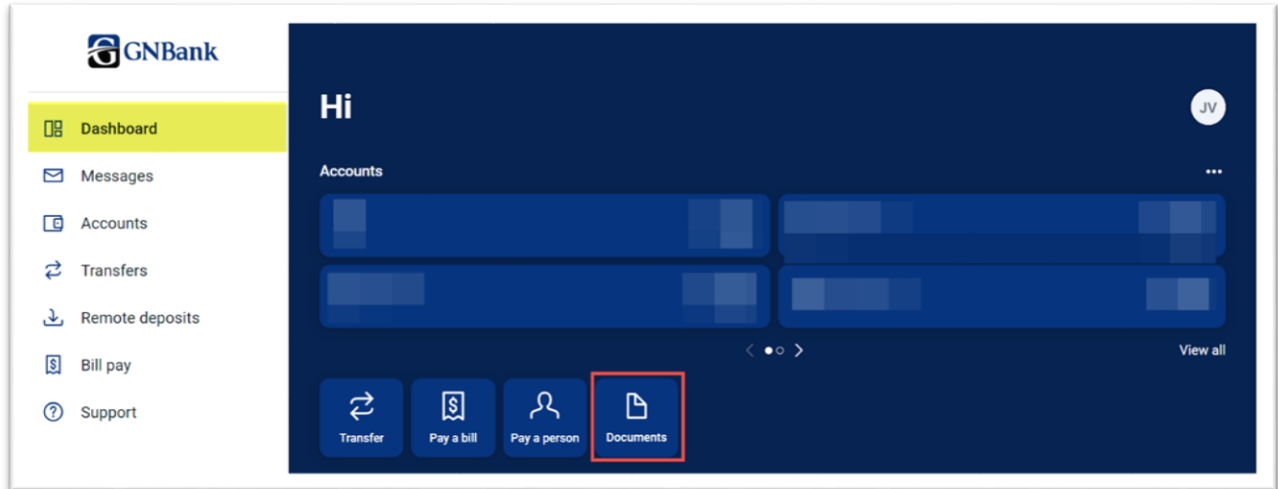 GNBank
Dashboard
Messages
Accounts
Transfers
Remote deposits
Bill pay
Support
Hi
JV
Accounts
View all
Transfer
Pay a bill
Pay a person
Documents